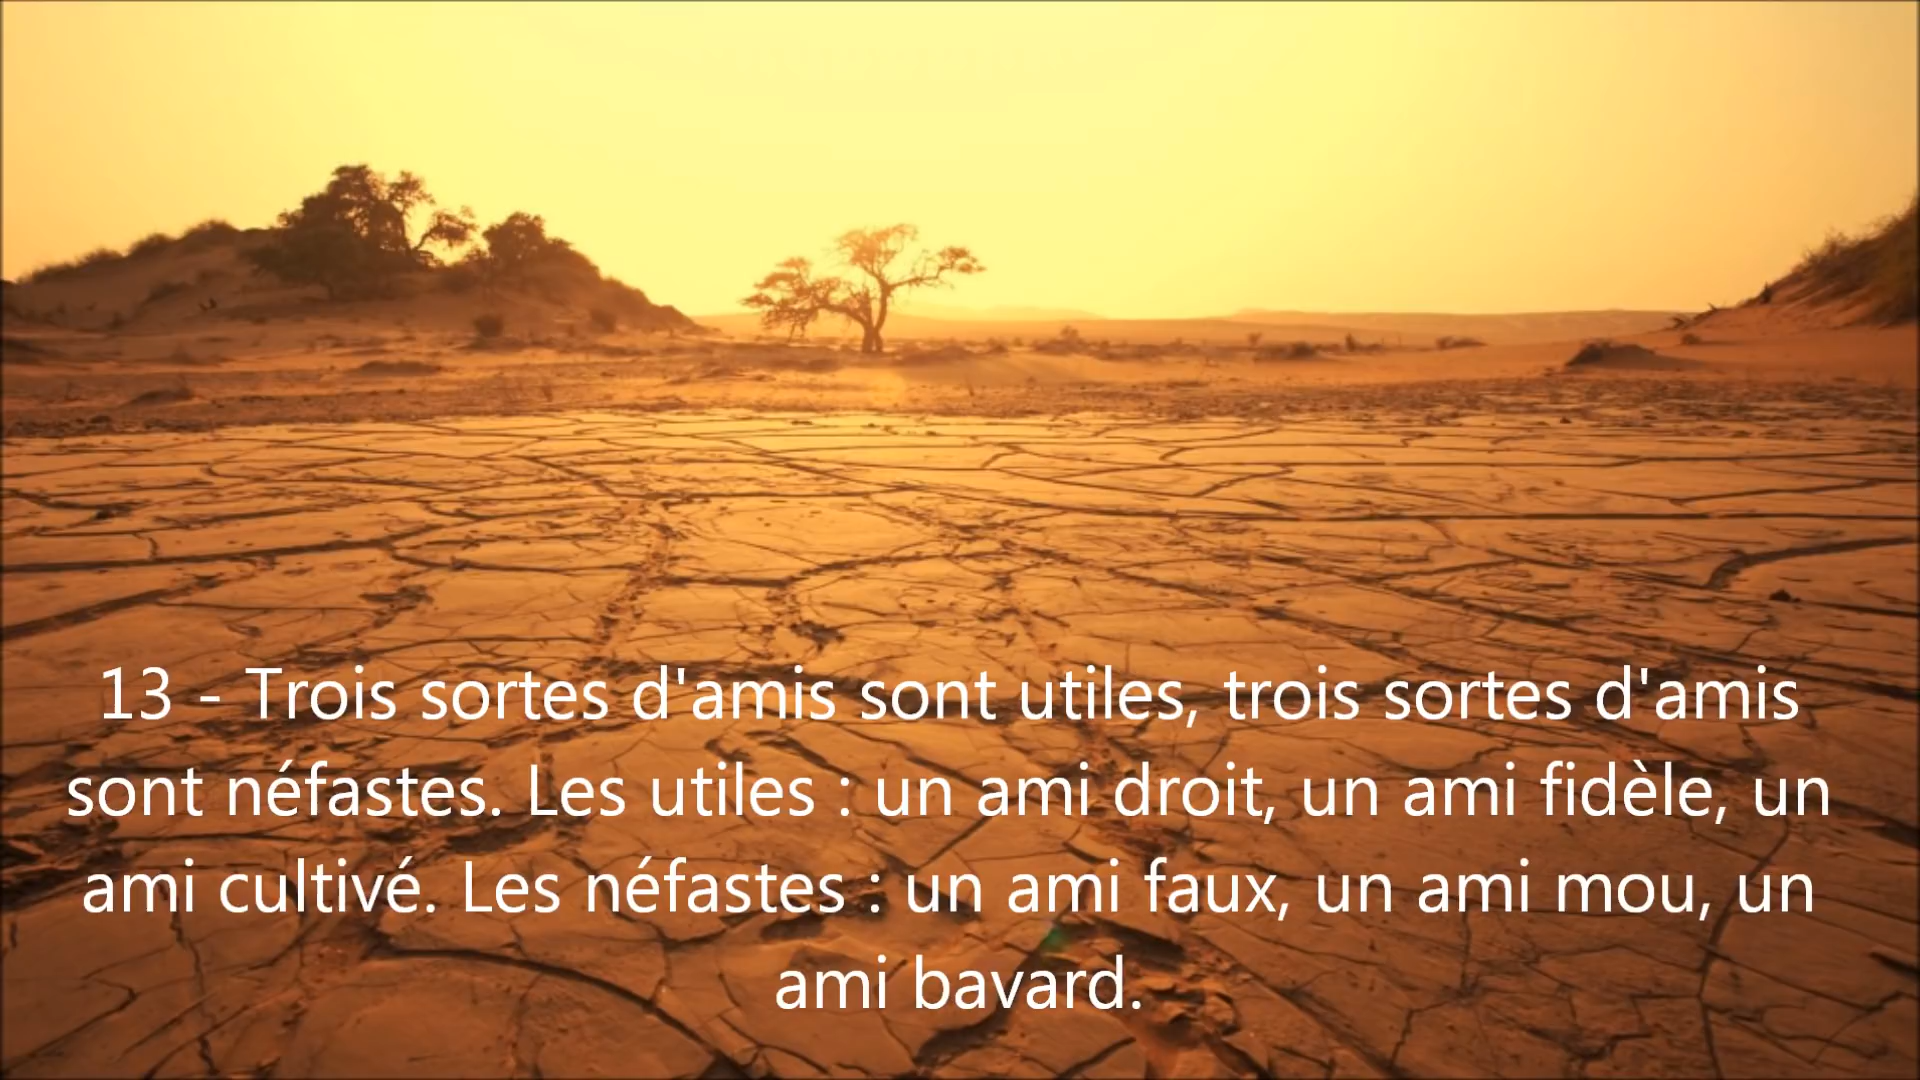 13 - Trois sortes d'amis sont utiles, trois sortes d'amis
sont néfastes. Les utiles : un ami droit, un ami fidèle, un
ami cultivé. Les néfastes : un ami faux, un ami mou, un
ami bavard.